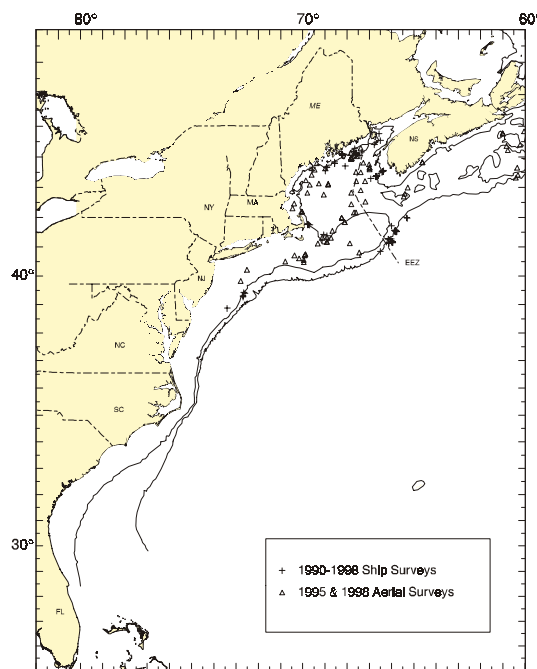 80° 70° 60°
ME
NS
NY MA
EEZ
40°
NJ
NC
SC
30°
+ 1990-1998 Ship Surveys
△ 1995 & 1998 Aerial Surveys
FL